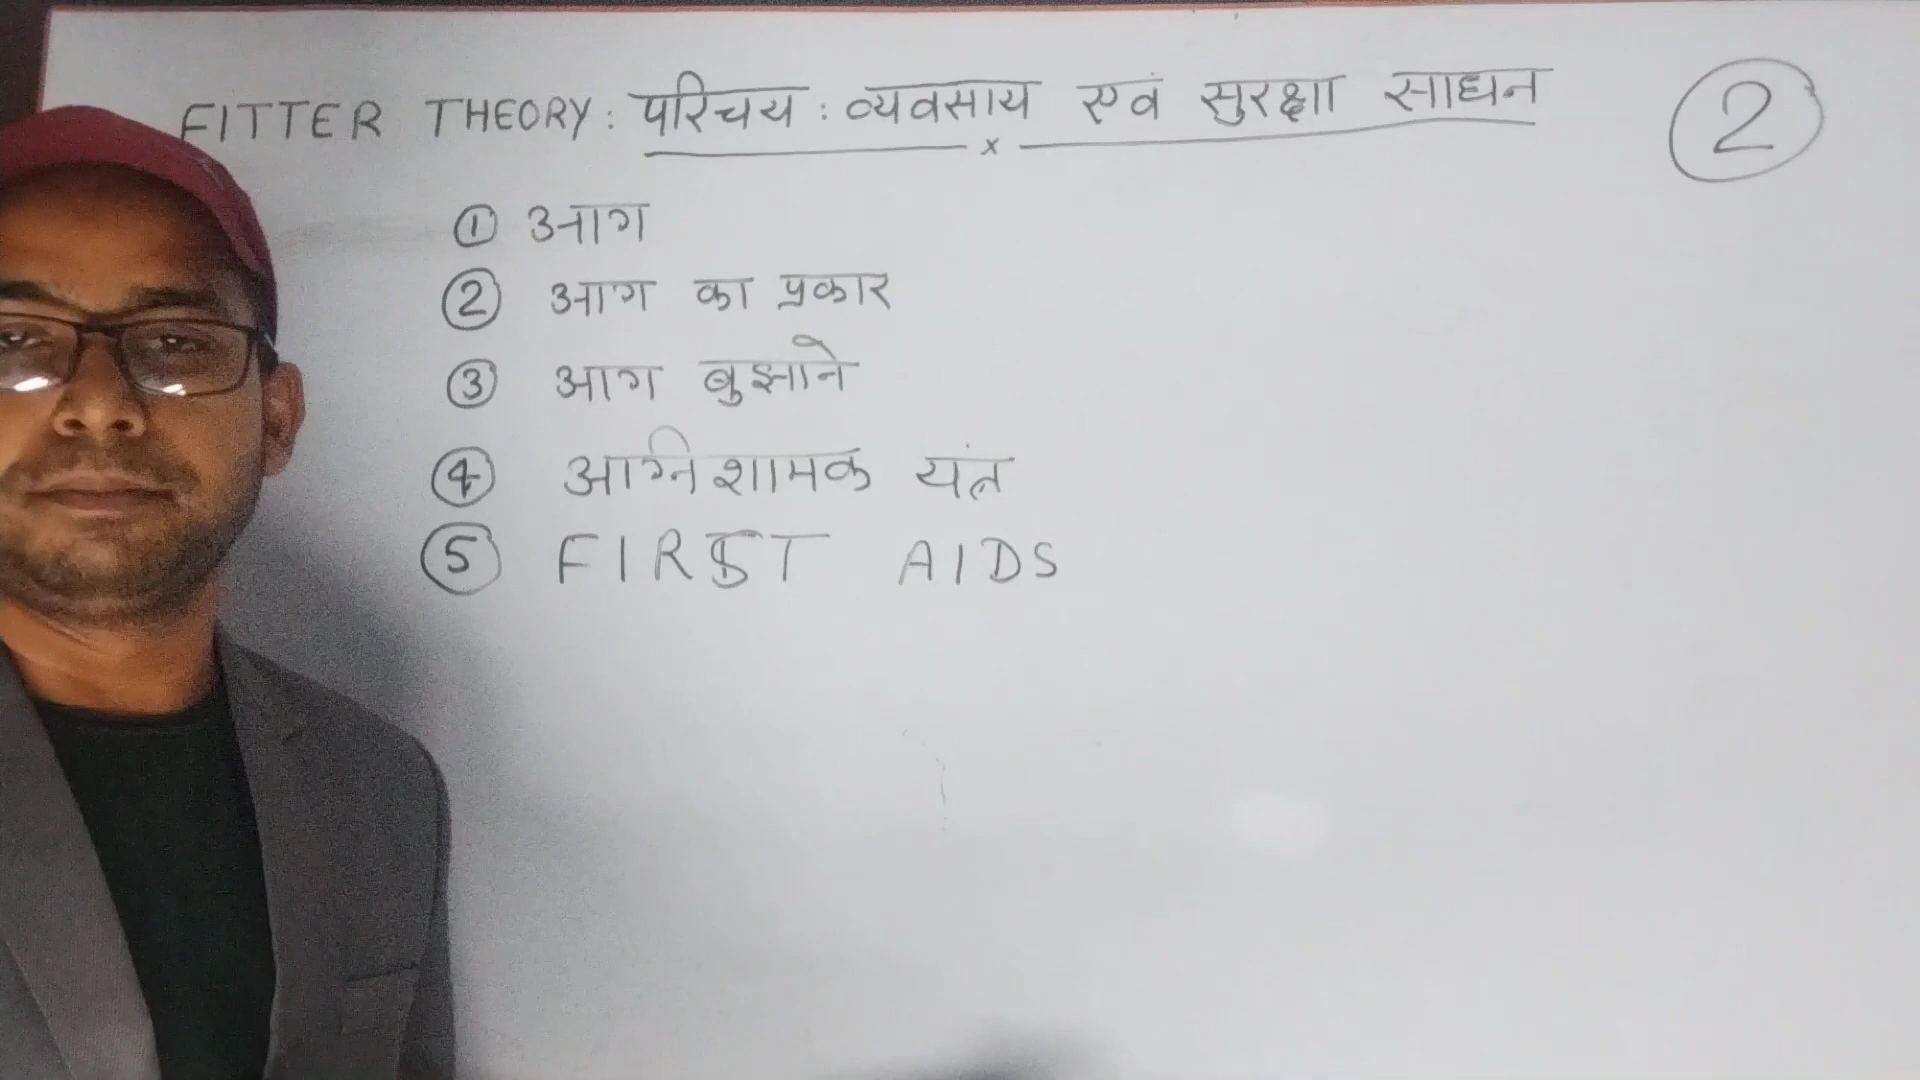 FITTER THEORY: परिचय : व्यवसाय एवं सुरक्षा साधन
2
① आग
② आग का प्रकार
③ आग बुझाने
④ आग्नि शामक यंत्र
⑤ FIRST AIDS